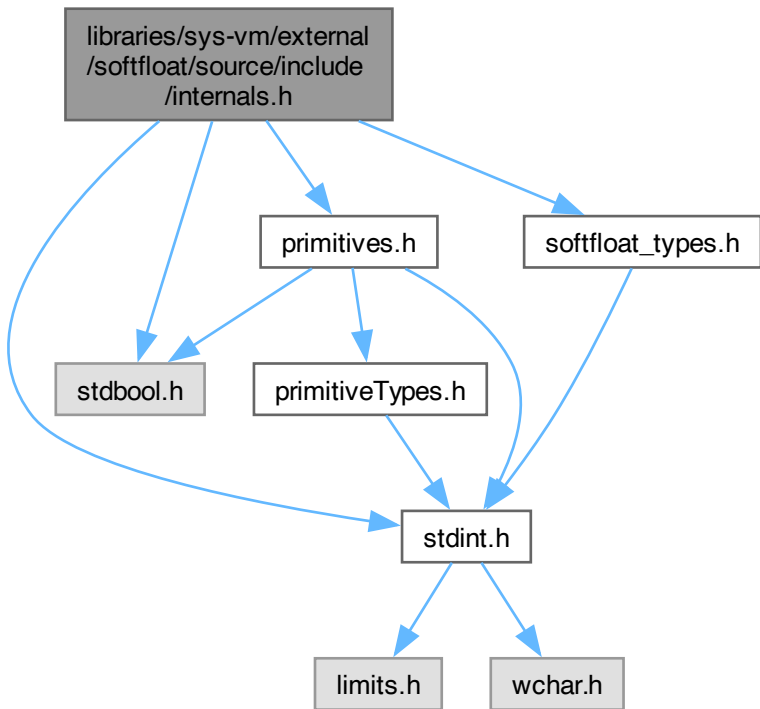 libraries/sys-vm/external
/softfloat/source/include
/internals.h
primitives.h
softfloat_types.h
stdbool.h
primitiveTypes.h
stdint.h
limits.h
wchar.h